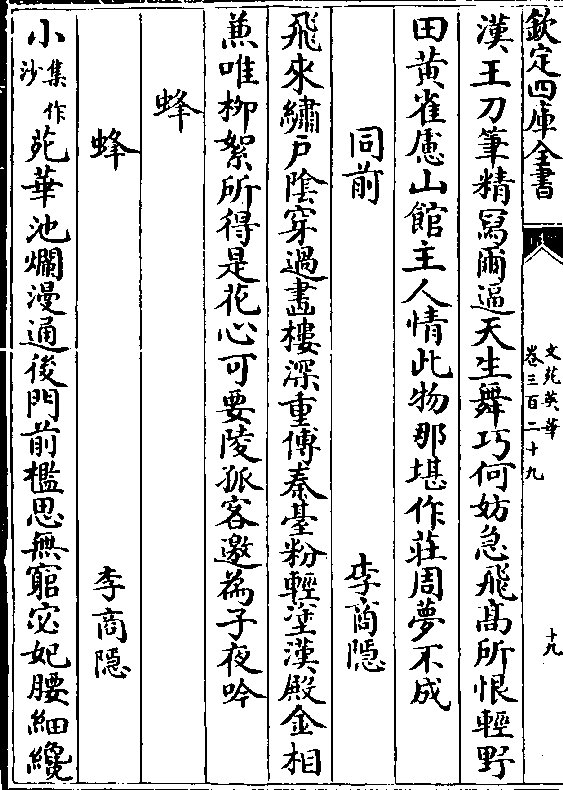 欽定四庫全書
文苑英華
卷三百二十九
十九
漢王刀筆精冩爾逼天生舞巧何妨急飛髙所恨輕野
田黄雀慮山館主人情此物那堪作莊周夢不成
同前
李商隠
飛來繡戶陰穿過畫樓深重傅秦臺粉輕塗漢殿金相
兼唯柳絮所得是花心可要陵孤客邀為子夜吟
蜂
蜂
李商隠
小集作沙苑華池爛漫通後門前檻思無窮宓妃腰細纔